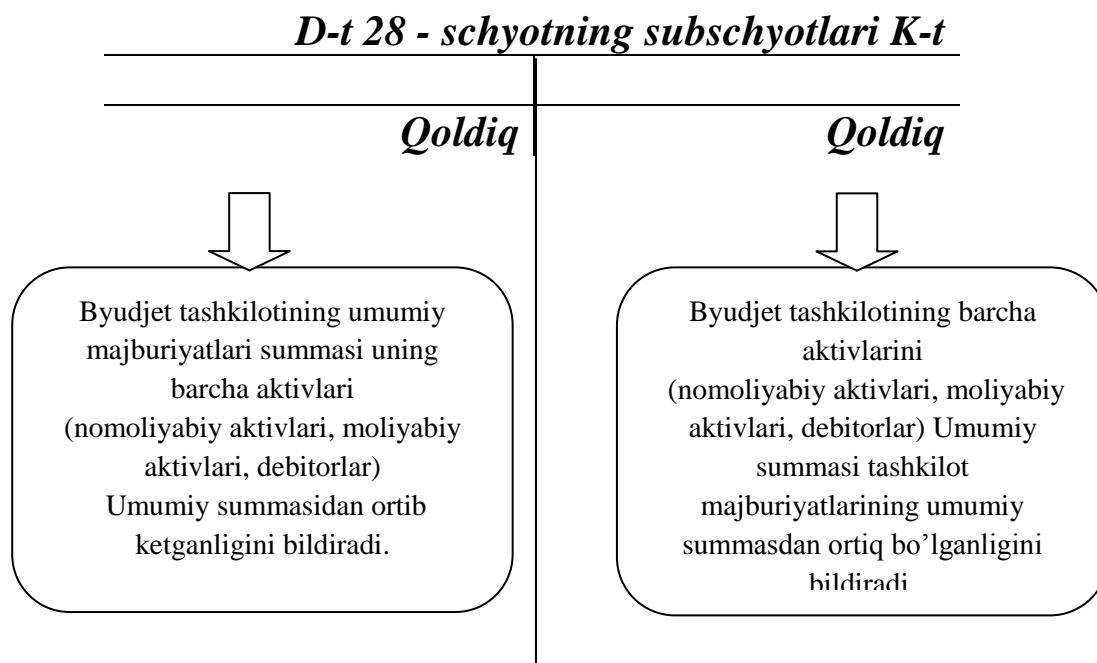 D-t 28 - schyotning subschyotlari K-t
Qoldiq
Qoldiq
Byudjet tashkilotining umumiy
majburiyatlari summasi uning
barcha aktivlari
(nomoliyabiy aktivlari, moliyabiy
aktivlari, debitorlar)
Umumiy summasidan ortib
ketganligini bildiradi.
Byudjet tashkilotining barcha
aktivlarini
(nomoliyabiy aktivlari, moliyabiy
aktivlari, debitorlar) Umumiy
summasi tashkilot
majburiyatlarining umumiy
summasdan ortiq bo’lganligini
bildiradi